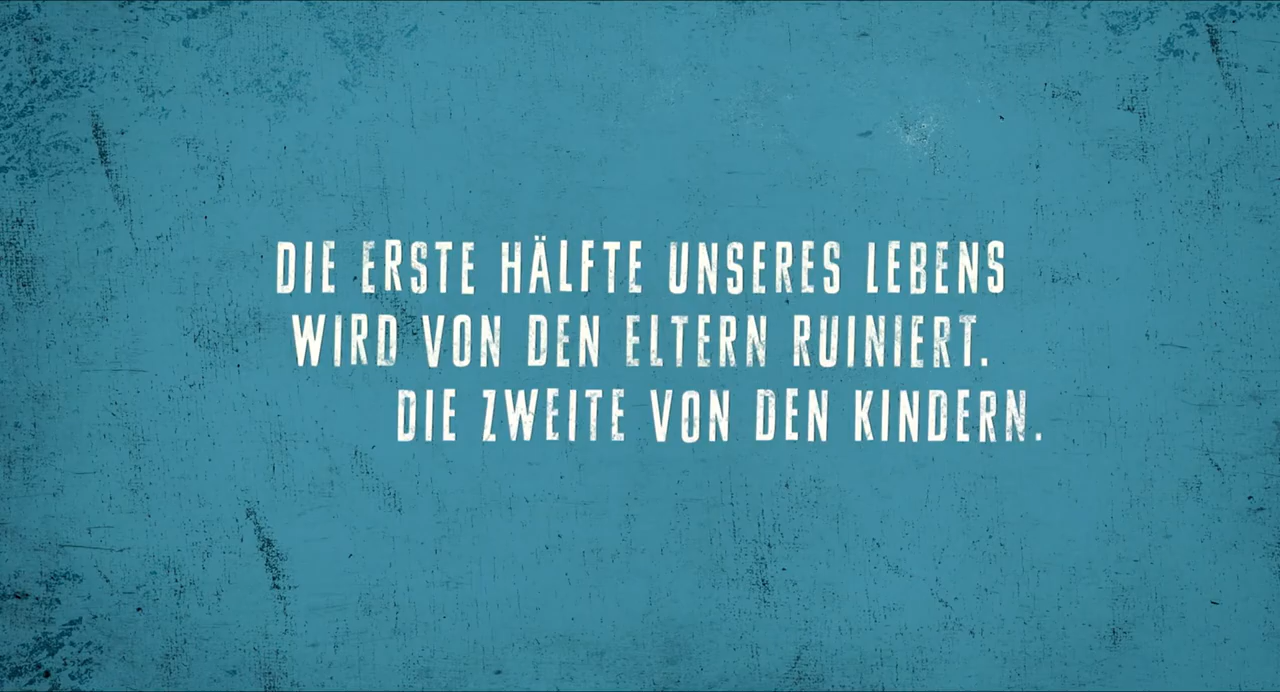 DIE ERSTE HÄLFTE UNSERES LEBENS
WIRD VON DEN ELTERN RUINIERT.
DIE ZWEITE VON DEN KINDERN.